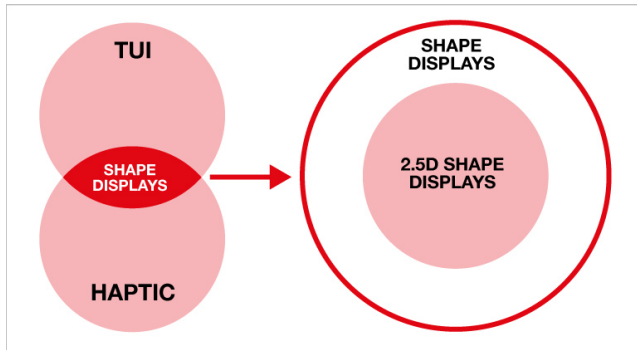 TUI
SHAPE
DISPLAYS
HAPTIC
SHAPE
DISPLAYS
2.5D SHAPE
DISPLAYS